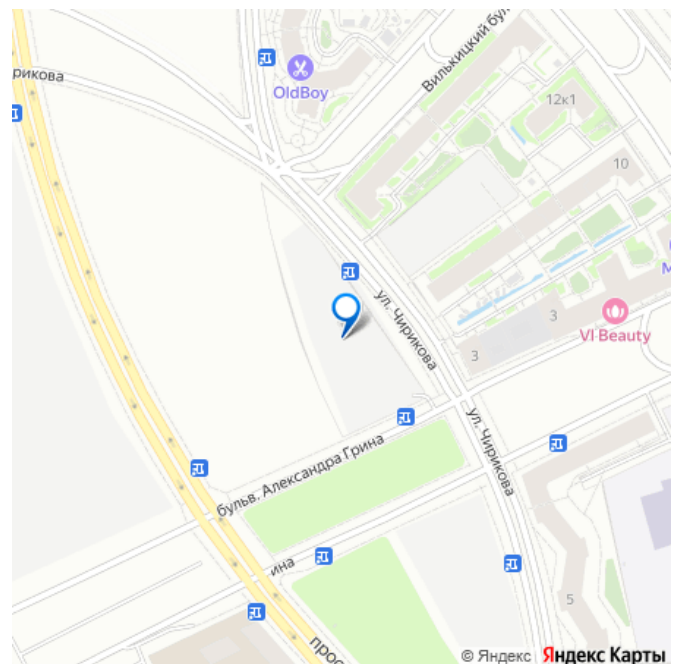 рикова
OldBoy
Вилькицкий бул
12к1
10
ул. Чирикова
3
3
VI Beauty
М
ул. Чирикова
бульв. Александра Грина
ина
5
прос
© Яндекс Яндекс Карты